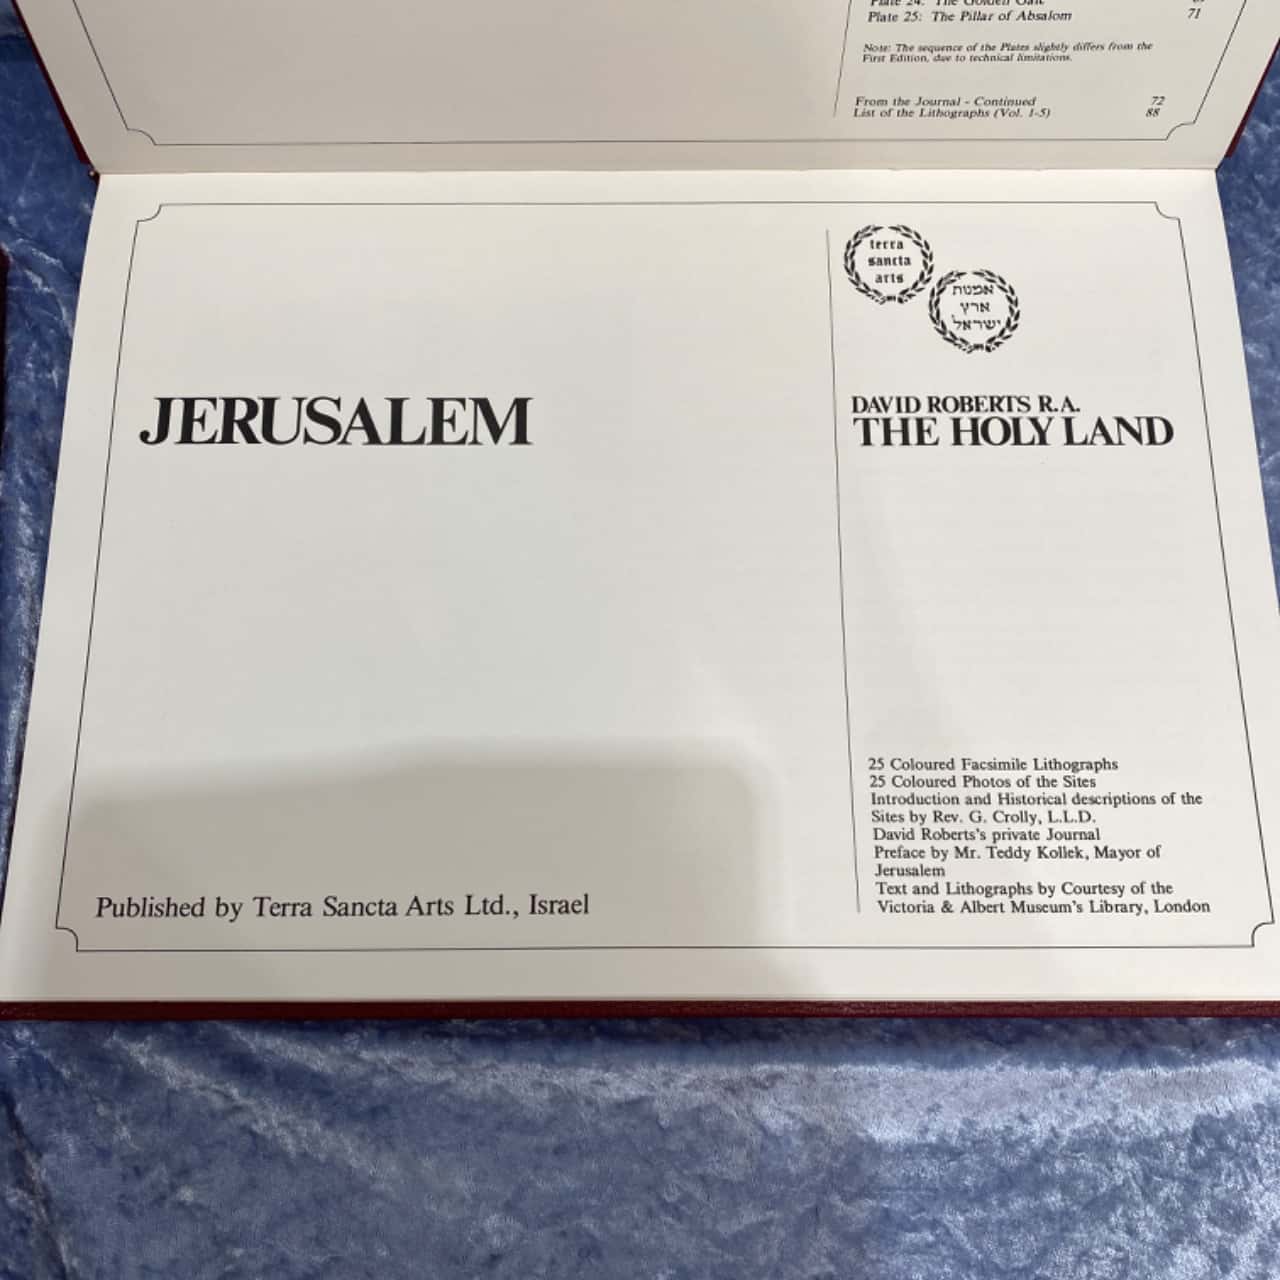 Plate 24: The Golden Gate
Plate 25: The Pillar of Absalom 71
Note: The sequence of the Plates slightly differs from the
First Edition, due to technical limitations.
From the Journal - Continued 72
List of the Lithographs (Vol. 1-5) 88
terra
sancta
arts
אמנות
ארץ
ישראל
JERUSALEM
DAVID ROBERTS R.A.
THE HOLY LAND
25 Coloured Facsimile Lithographs
25 Coloured Photos of the Sites
Introduction and Historical descriptions of the
Sites by Rev. G. Crolly, L.L.D.
David Roberts's private Journal
Preface by Mr. Teddy Kollek, Mayor of
Jerusalem
Text and Lithographs by Courtesy of the
Victoria & Albert Museum's Library, London
Published by Terra Sancta Arts Ltd., Israel